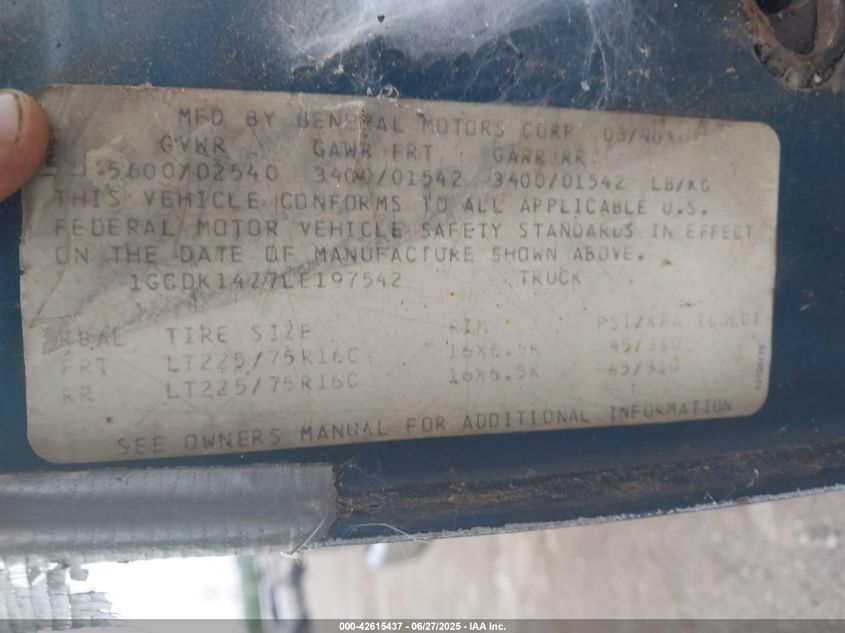 MFD BY GENERAL MOTORS CORP 03/90
GVWR GAWR FRT GAWR RR
5600/02540 3400/01542 3400/01542 LB/KG
THIS VEHICLE CONFORMS TO ALL APPLICABLE U.S.
FEDERAL MOTOR VEHICLE SAFETY STANDARDS IN EFFECT
ON THE DATE OF MANUFACTURE SHOWN ABOVE.
1GCDK14Z7LE197542 TRUCK
TIRE SIZE RIM PSI/KPA (COLD)
FRT LT225/75R16C 16X6.5K 45/310
RR LT225/75R16C 16X6.5K 45/310
SEE OWNERS MANUAL FOR ADDITIONAL INFORMATION
000-42615437 - 06/27/2025 - IAA Inc.